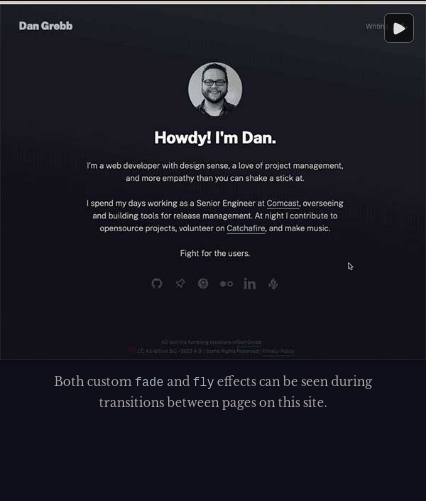 Dan Grebb
Howdy! I'm Dan.
I'm a web developer with design sense, a love of project management,
and more empathy than you can shake a stick at.
I spend my days working as a Senior Engineer at Comcast, overseeing
and building tools for release management. At night I contribute to
opensource projects, volunteer on Catchafire, and make music.
Fight for the users.
Privacy Policy
Both custom fade and fly effects can be seen during
transitions between pages on this site.